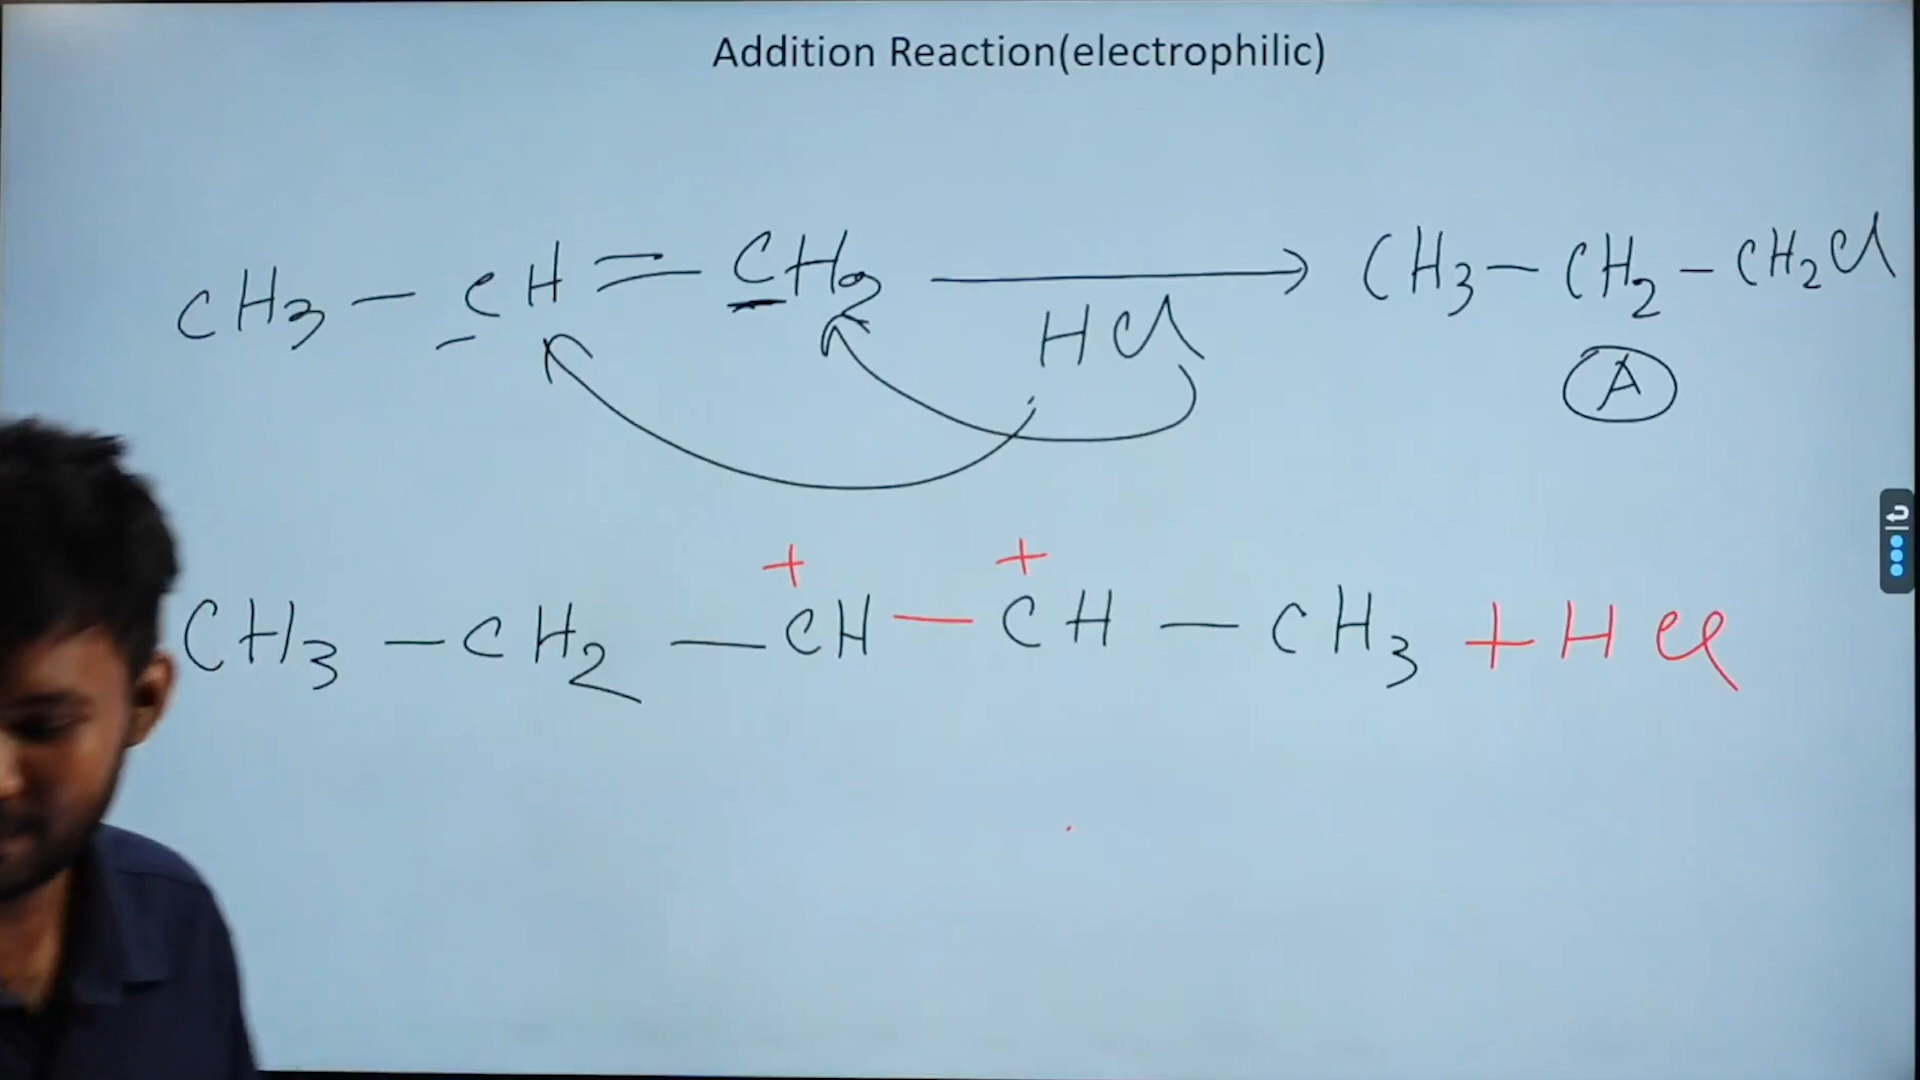 Addition Reaction(electrophilic)
CH3 - CH = CH2 → CH3 - CH2 - CH2Cl
HCl
A
+ +
CH3 - CH2 - CH - CH - CH3 + HCl